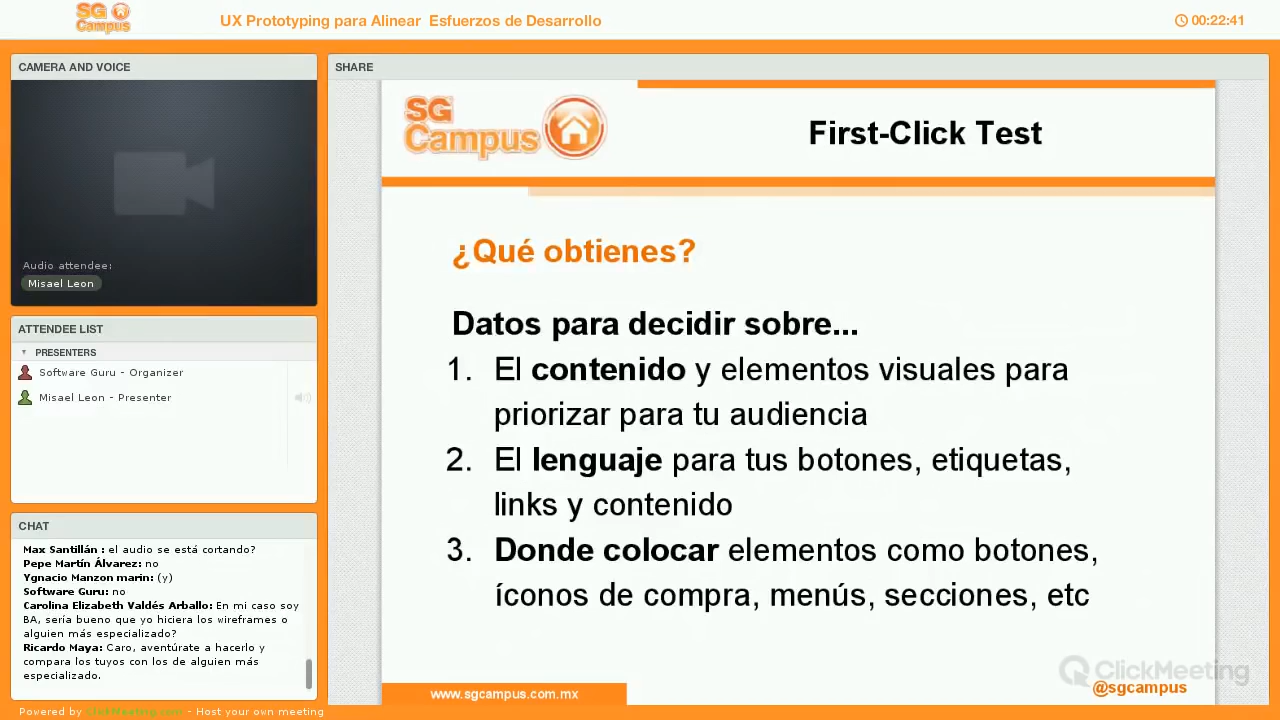 SG
Campus
UX Prototyping para Alinear Esfuerzos de Desarrollo
00:22:41
CAMERA AND VOICE
Audio attendee:
Misael Leon
ATTENDEE LIST
PRESENTERS
Software Guru - Organizer
Misael Leon - Presenter
CHAT
Max Santillán : el audio se está cortando?
Pepe Martín Álvarez: no
Ygnacio Manzon marin: (y)
Software Guru: no
Carolina Elizabeth Valdés Arballo: En mi caso soy
BA, sería bueno que yo hiciera los wireframes o
alguien más especializado?
Ricardo Maya: Caro, aventúrate a hacerlo y
compara los tuyos con los de alguien más
especializado.
Powered by ClickMeeting.com - Host your own meeting
SHARE
SG
Campus
First-Click Test
¿Qué obtienes?
Datos para decidir sobre...
1. El contenido y elementos visuales para
priorizar para tu audiencia
2. El lenguaje para tus botones, etiquetas,
links y contenido
3. Donde colocar elementos como botones,
íconos de compra, menús, secciones, etc
www.sgcampus.com.mx
ClickMeeting
@sgcampus